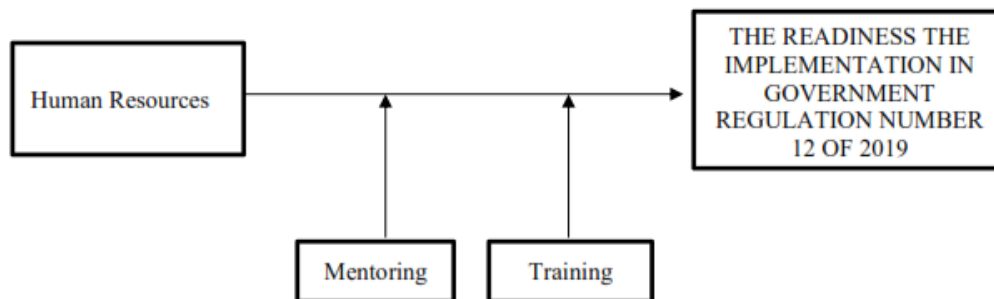 THE READINESS THE
IMPLEMENTATION IN
GOVERNMENT
REGULATION NUMBER
12 OF 2019
Human Resources
Mentoring
Training